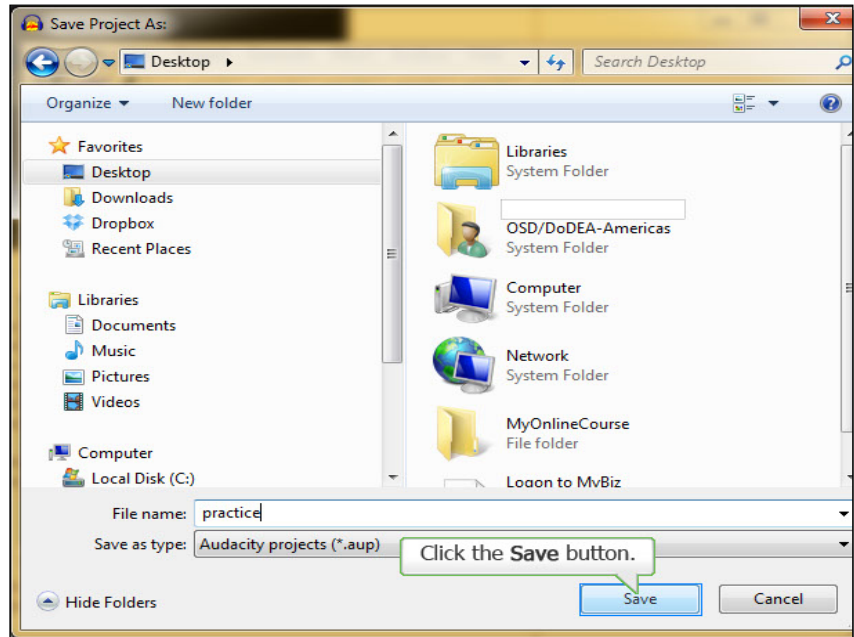 Save Project As:
Desktop
Search Desktop
Organize
New folder
Favorites
Desktop
Downloads
Dropbox
Recent Places
Libraries
Documents
Music
Pictures
Videos
Computer
Local Disk (C:)
Libraries
System Folder
OSD/DoDEA-Americas
System Folder
Computer
System Folder
Network
System Folder
MyOnlineCourse
File folder
Logon to MyBiz
File name: practice
Save as type: Audacity projects (*.aup)
Click the Save button.
Hide Folders
Save
Cancel